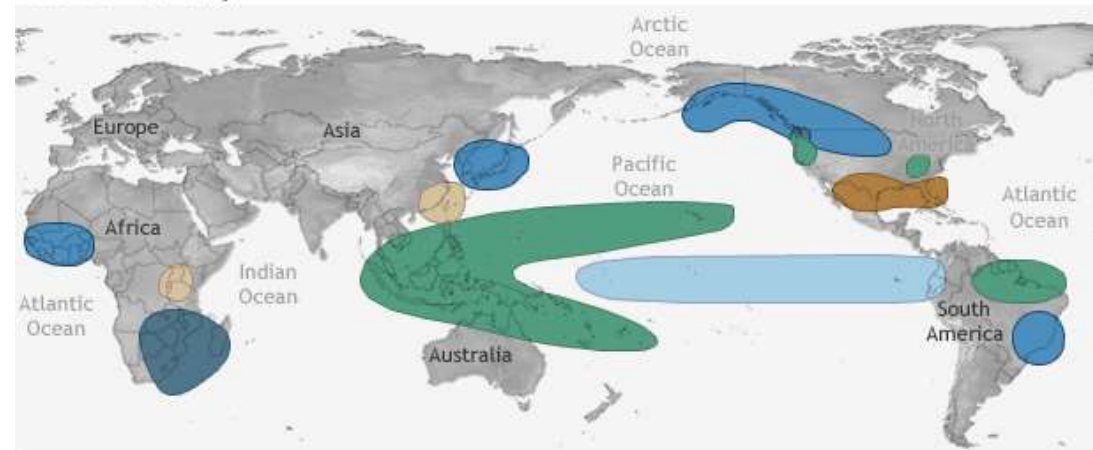 Arctic
Ocean
Europe
Asia
North
America
Pacific
Ocean
Atlantic
Ocean
Africa
Indian
Ocean
Atlantic
Ocean
South
America
Australia